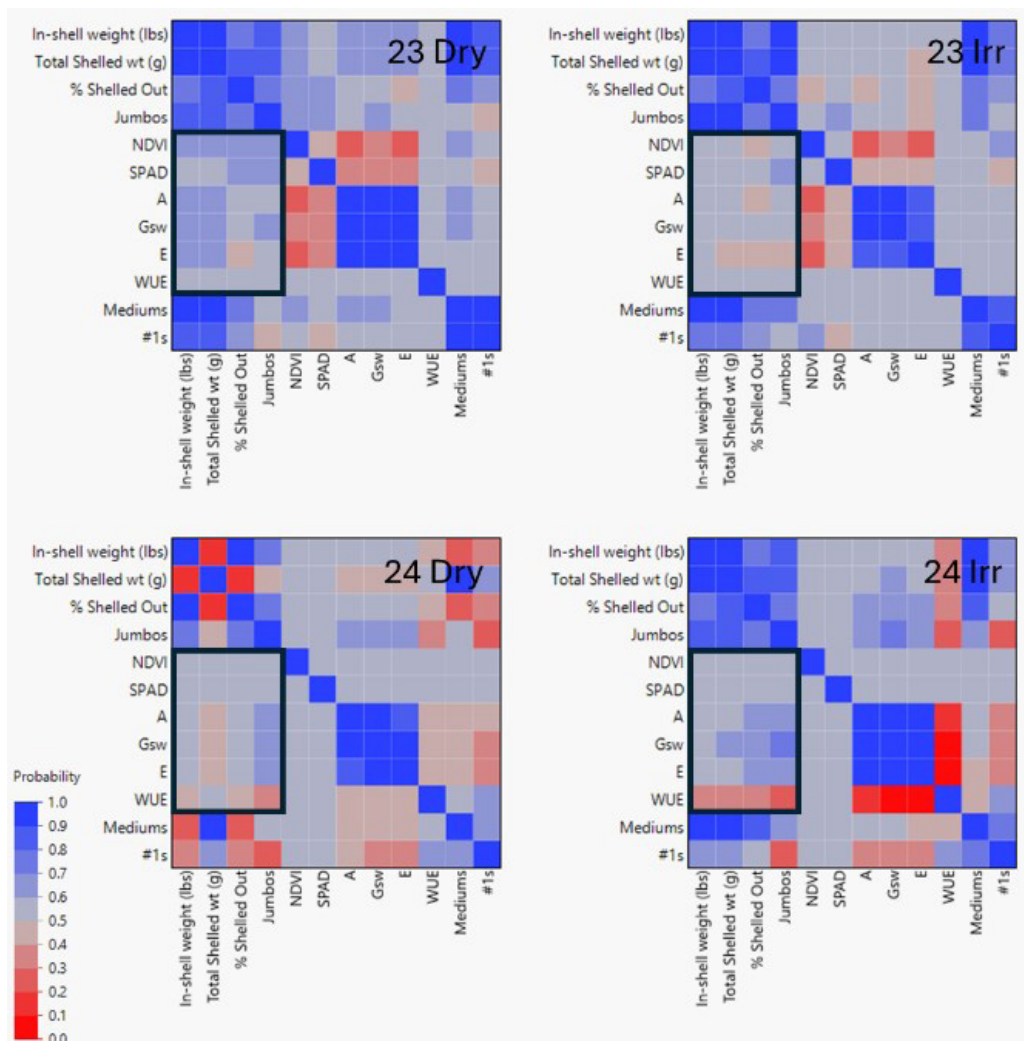 23 Dry
In-shell weight (lbs)
Total Shelled wt (g)
% Shelled Out
Jumbos
NDVI
SPAD
A
Gsw
E
WUE
Mediums
#1s
In-shell weight (lbs)
Total Shelled wt (g)
% Shelled Out
Jumbos
NDVI
SPAD
A
Gsw
E
WUE
Mediums
#1s
23 Irr
In-shell weight (lbs)
Total Shelled wt (g)
% Shelled Out
Jumbos
NDVI
SPAD
A
Gsw
E
WUE
Mediums
#1s
In-shell weight (lbs)
Total Shelled wt (g)
% Shelled Out
Jumbos
NDVI
SPAD
A
Gsw
E
WUE
Mediums
#1s
24 Dry
In-shell weight (lbs)
Total Shelled wt (g)
% Shelled Out
Jumbos
NDVI
SPAD
A
Gsw
E
WUE
Mediums
#1s
In-shell weight (lbs)
Total Shelled wt (g)
% Shelled Out
Jumbos
NDVI
SPAD
A
Gsw
E
WUE
Mediums
#1s
24 Irr
In-shell weight (lbs)
Total Shelled wt (g)
% Shelled Out
Jumbos
NDVI
SPAD
A
Gsw
E
WUE
Mediums
#1s
In-shell weight (lbs)
Total Shelled wt (g)
% Shelled Out
Jumbos
NDVI
SPAD
A
Gsw
E
WUE
Mediums
#1s
Probability
1.0
0.9
0.8
0.7
0.6
0.5
0.4
0.3
0.2
0.1
0.0